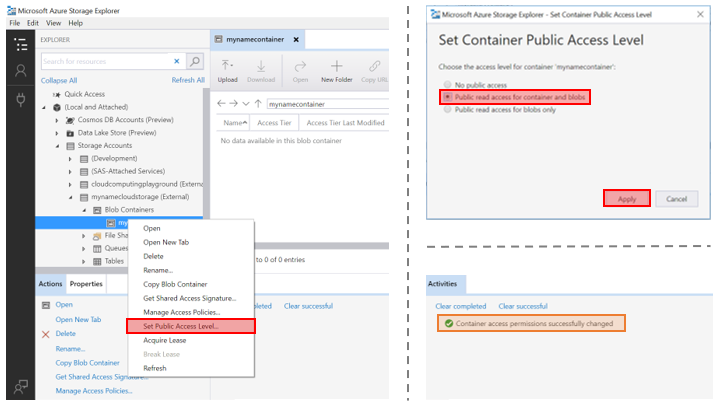 Microsoft Azure Storage Explorer
File Edit View Help
EXPLORER
Search for resources
Collapse All Refresh All
Quick Access
(Local and Attached)
Cosmos DB Accounts (Preview)
Data Lake Store (Preview)
Storage Accounts
(Development)
(SAS-Attached Services)
cloudcomputingplayground (Externa
mynamecloudstorage (External)
Blob Containers
my
File Sha
Queues
Tables
Actions Properties
Open
Open New Tab
Delete
Rename...
Copy Blob Container
Get Shared Access Signature...
Manage Access Policies...
Open
Open New Tab
Delete
Rename...
Copy Blob Container
Get Shared Access Signature...
Manage Access Policies...
Set Public Access Level...
Acquire Lease
Break Lease
Refresh
mynamecontainer
Upload Download Open New Folder Copy URL
mynamecontainer
Name Access Tier Access Tier Last Modified
No data available in this blob container
to 0 of 0 entries
ompleted Clear successful
Microsoft Azure Storage Explorer - Set Container Public Access Level
Set Container Public Access Level
Choose the access level for container 'mynamecontainer':
No public access
Public read access for container and blobs
Public read access for blobs only
Apply Cancel
Activities
Clear completed Clear successful
Container access permissions successfully changed